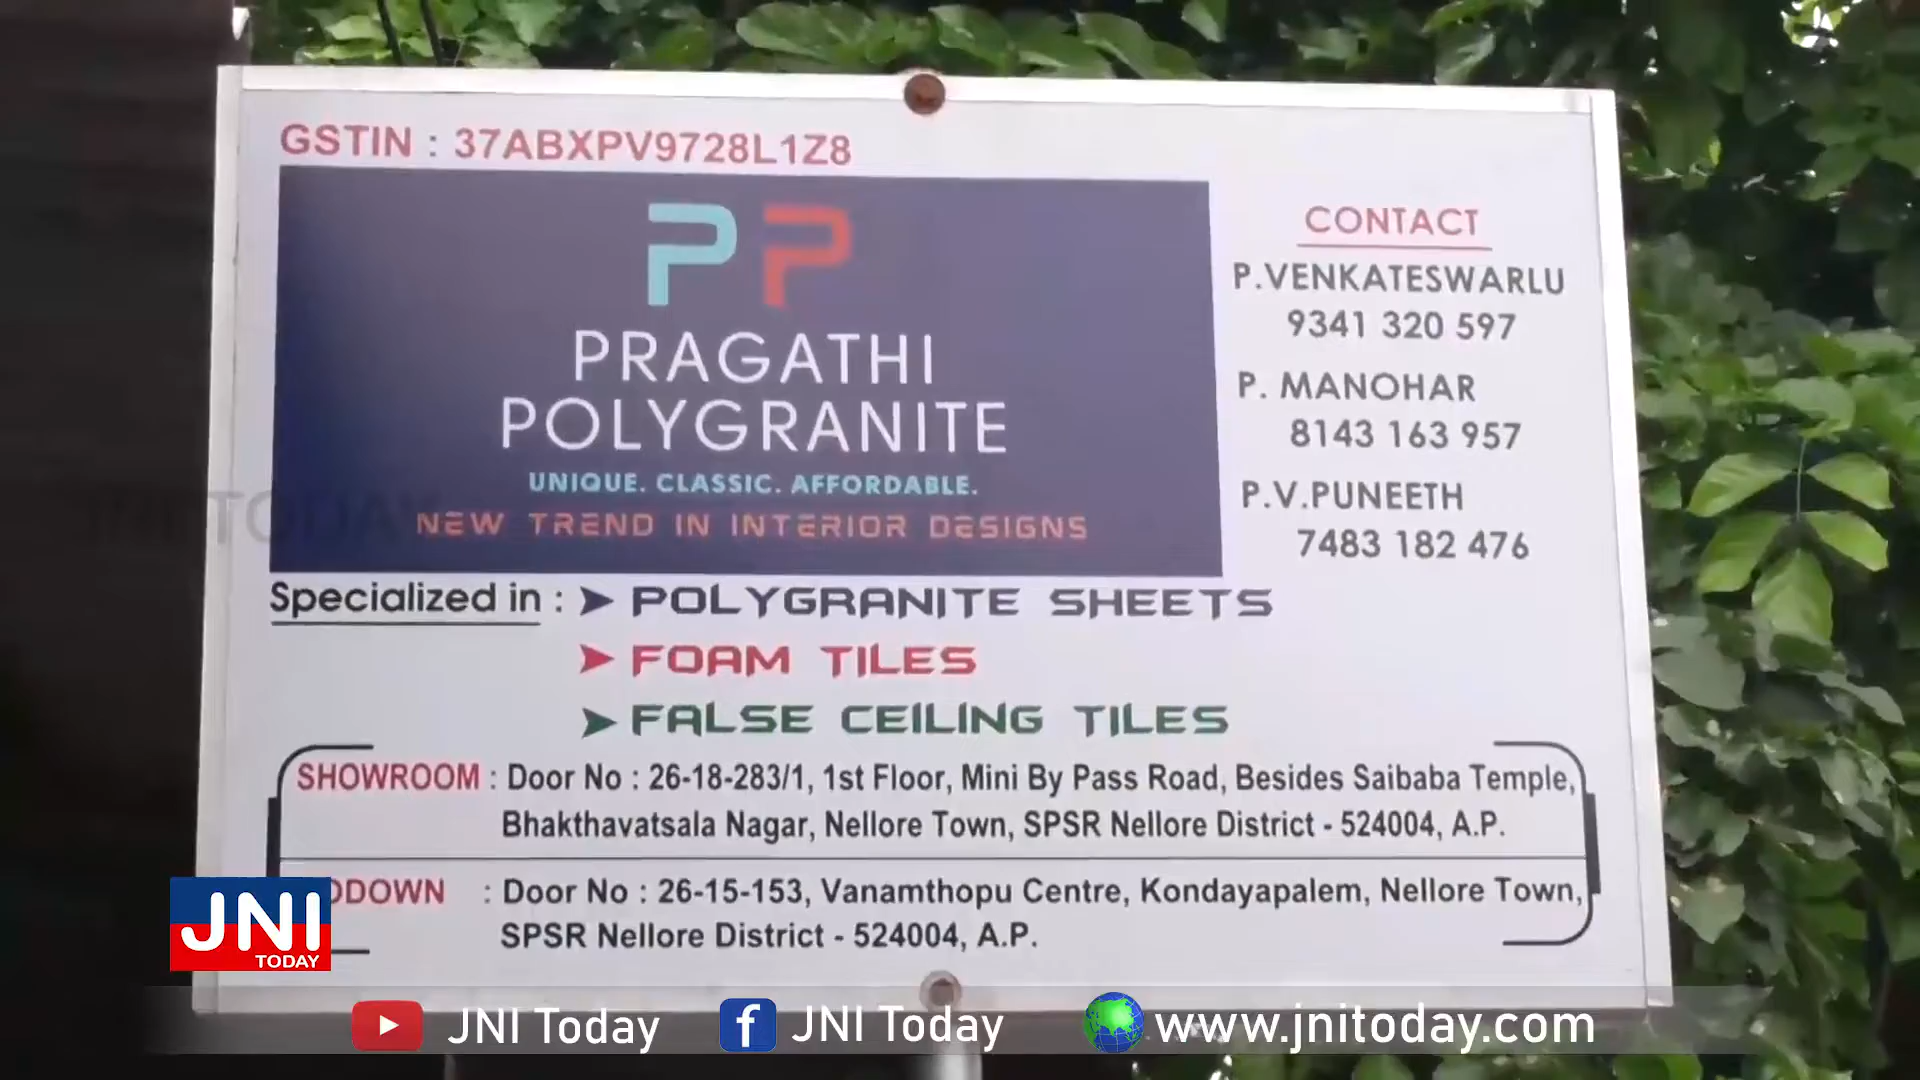 GSTIN : 37ABXPV9728L1Z8
PP
PRAGATHI
POLYGRANITE
UNIQUE. CLASSIC. AFFORDABLE.
NEW TREND IN INTERIOR DESIGNS
CONTACT
P.VENKATESWARLU
9341 320 597
P. MANOHAR
8143 163 957
P.V.PUNEETH
7483 182 476
Specialized in : ➤ POLYGRANITE SHEETS
➤ FOAM TILES
➤ FALSE CEILING TILES
SHOWROOM : Door No : 26-18-283/1, 1st Floor, Mini By Pass Road, Besides Saibaba Temple,
Bhakthavatsala Nagar, Nellore Town, SPSR Nellore District - 524004, A.P.
: Door No : 26-15-153, Vanamthopu Centre, Kondayapalem, Nellore Town,
SPSR Nellore District - 524004, A.P.
JNI TODAY
JNI
TODAY
JNI Today
f JNI Today
www.jnitoday.com